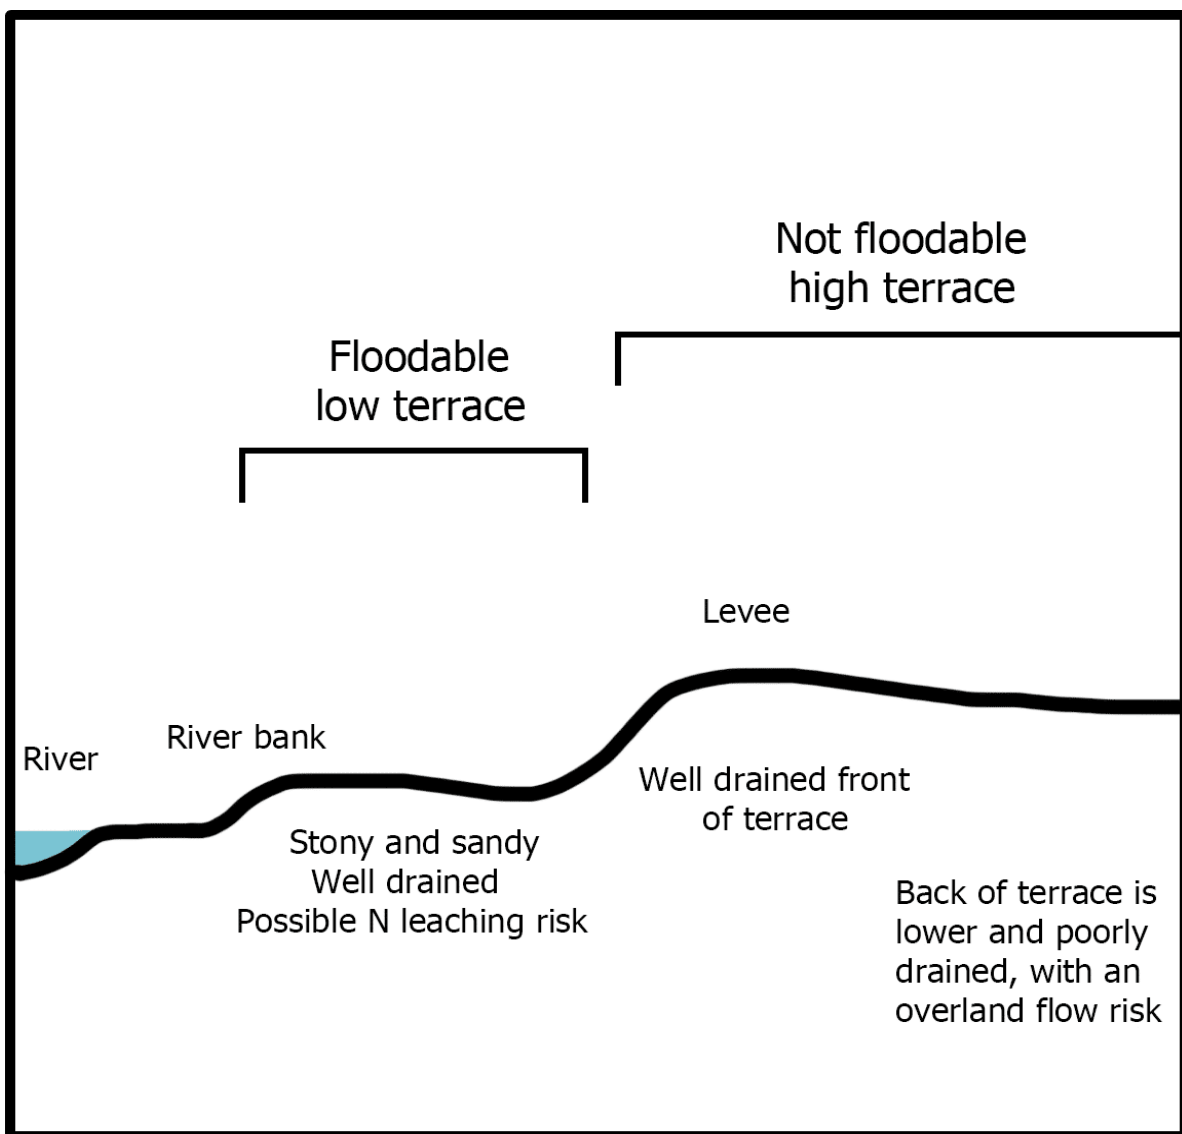 Not floodable
high terrace
Floodable
low terrace
Levee
River bank
River
Well drained front
of terrace
Stony and sandy
Well drained
Possible N leaching risk
Back of terrace is
lower and poorly
drained, with an
overland flow risk